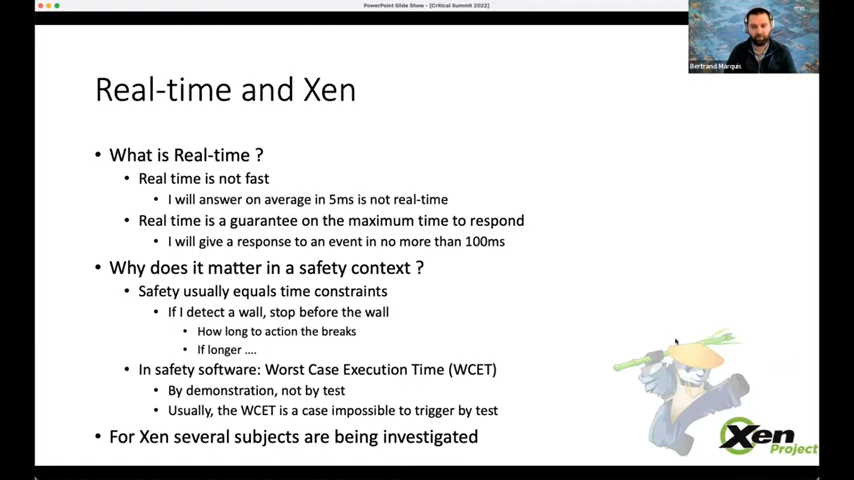 PowerPoint Slide Show - [Critical Summit 2022]
Bertrand Marquis
Real-time and Xen
• What is Real-time ?
• Real time is not fast
• I will answer on average in 5ms is not real-time
• Real time is a guarantee on the maximum time to respond
• I will give a response to an event in no more than 100ms
• Why does it matter in a safety context ?
• Safety usually equals time constraints
• If I detect a wall, stop before the wall
• How long to action the breaks
• If longer ....
• In safety software: Worst Case Execution Time (WCET)
• By demonstration, not by test
• Usually, the WCET is a case impossible to trigger by test
• For Xen several subjects are being investigated
Xen
Project